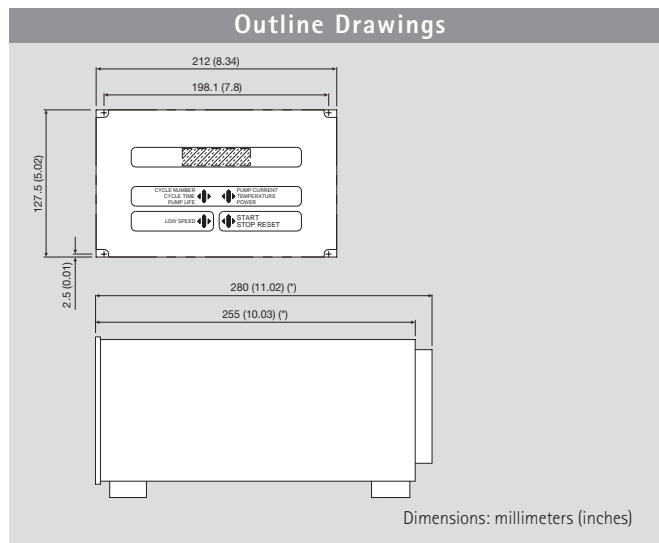 Outline Drawings
212 (8.34)
198.1 (7.8)
127.5 (5.02)
2.5 (0.01)
CYCLE NUMBER
CYCLE TIME
PUMP LIFE
PUMP CURRENT
TEMPERATURE
POWER
LOW SPEED
START
STOP RESET
280 (11.02) (*)
255 (10.03) (*)
Dimensions: millimeters (inches)